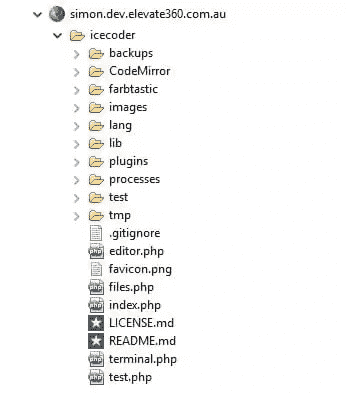 simon.dev.elevate360.com.au
icecoder
backups
CodeMirror
farbtastic
images
lang
lib
plugins
processes
test
tmp
.gitignore
editor.php
favicon.png
files.php
index.php
LICENSE.md
README.md
terminal.php
test.php